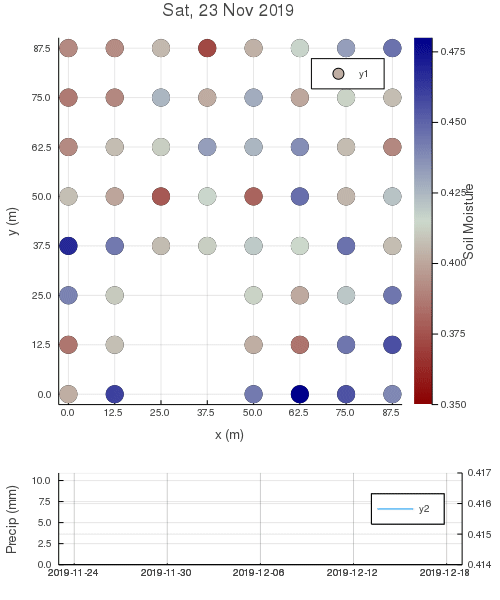 Sat, 23 Nov 2019
87.5
75.0
62.5
50.0
37.5
25.0
12.5
0.0
y (m)
0.0 12.5 25.0 37.5 50.0 62.5 75.0 87.5
x (m)
y1
0.475
0.450
0.425
0.400
0.375
0.350
Soil Moisture
10.0
7.5
5.0
2.5
0.0
Precip (mm)
2019-11-24 2019-11-30 2019-12-06 2019-12-12 2019-12-18
y2
0.417
0.416
0.415
0.414